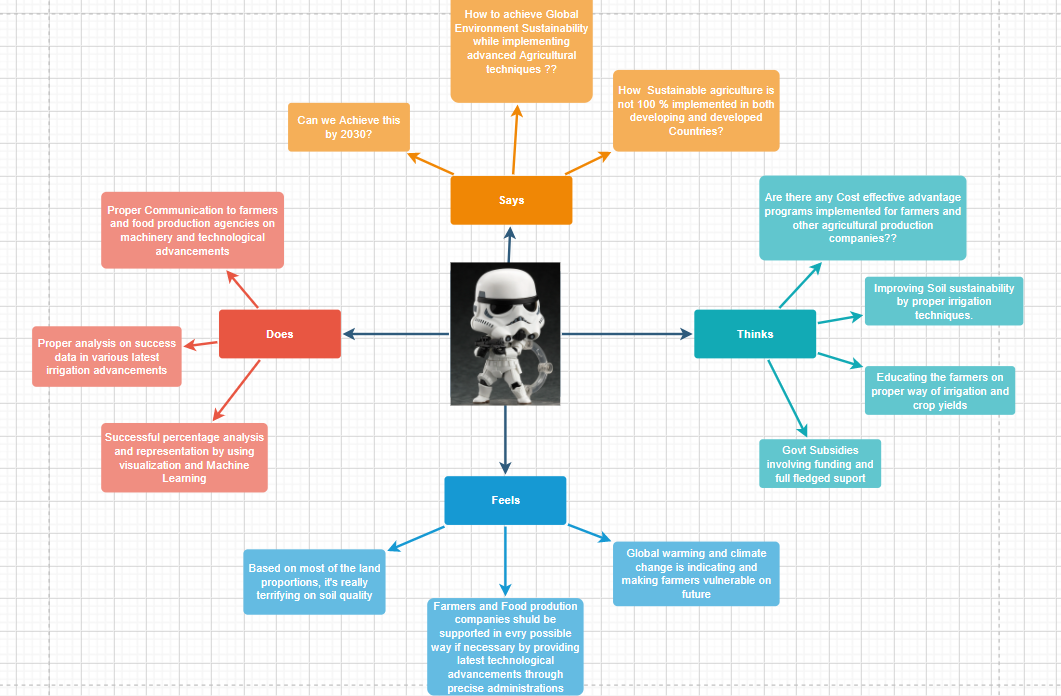 How to achieve Global
Environment Sustainability
while implementing
advanced Agricultural
techniques ??
How Sustainable agriculture is
not 100 % implemented in both
developing and developed
Countries?
Can we Achieve this
by 2030?
Says
Proper Communication to farmers
and food production agencies on
machinery and technological
advancements
Are there any Cost effective advantage
programs implemented for farmers and
other agricultural production
companies??
Improving Soil sustainability
by proper irrigation
techniques.
Does
Thinks
Proper analysis on success
data in various latest
irrigation advancements
Educating the farmers on
proper way of irrigation and
crop yields
Successful percentage analysis
and representation by using
visualization and Machine
Learning
Govt Subsidies
involving funding and
full fledged suport
Feels
Based on most of the land
proportions, it's really
terrifying on soil quality
Global warming and climate
change is indicating and
making farmers vulnerable on
future
Farmers and Food prodution
companies shuld be
supported in evry possible
way if necessary by providing
latest technological
advancements through
precise administrations